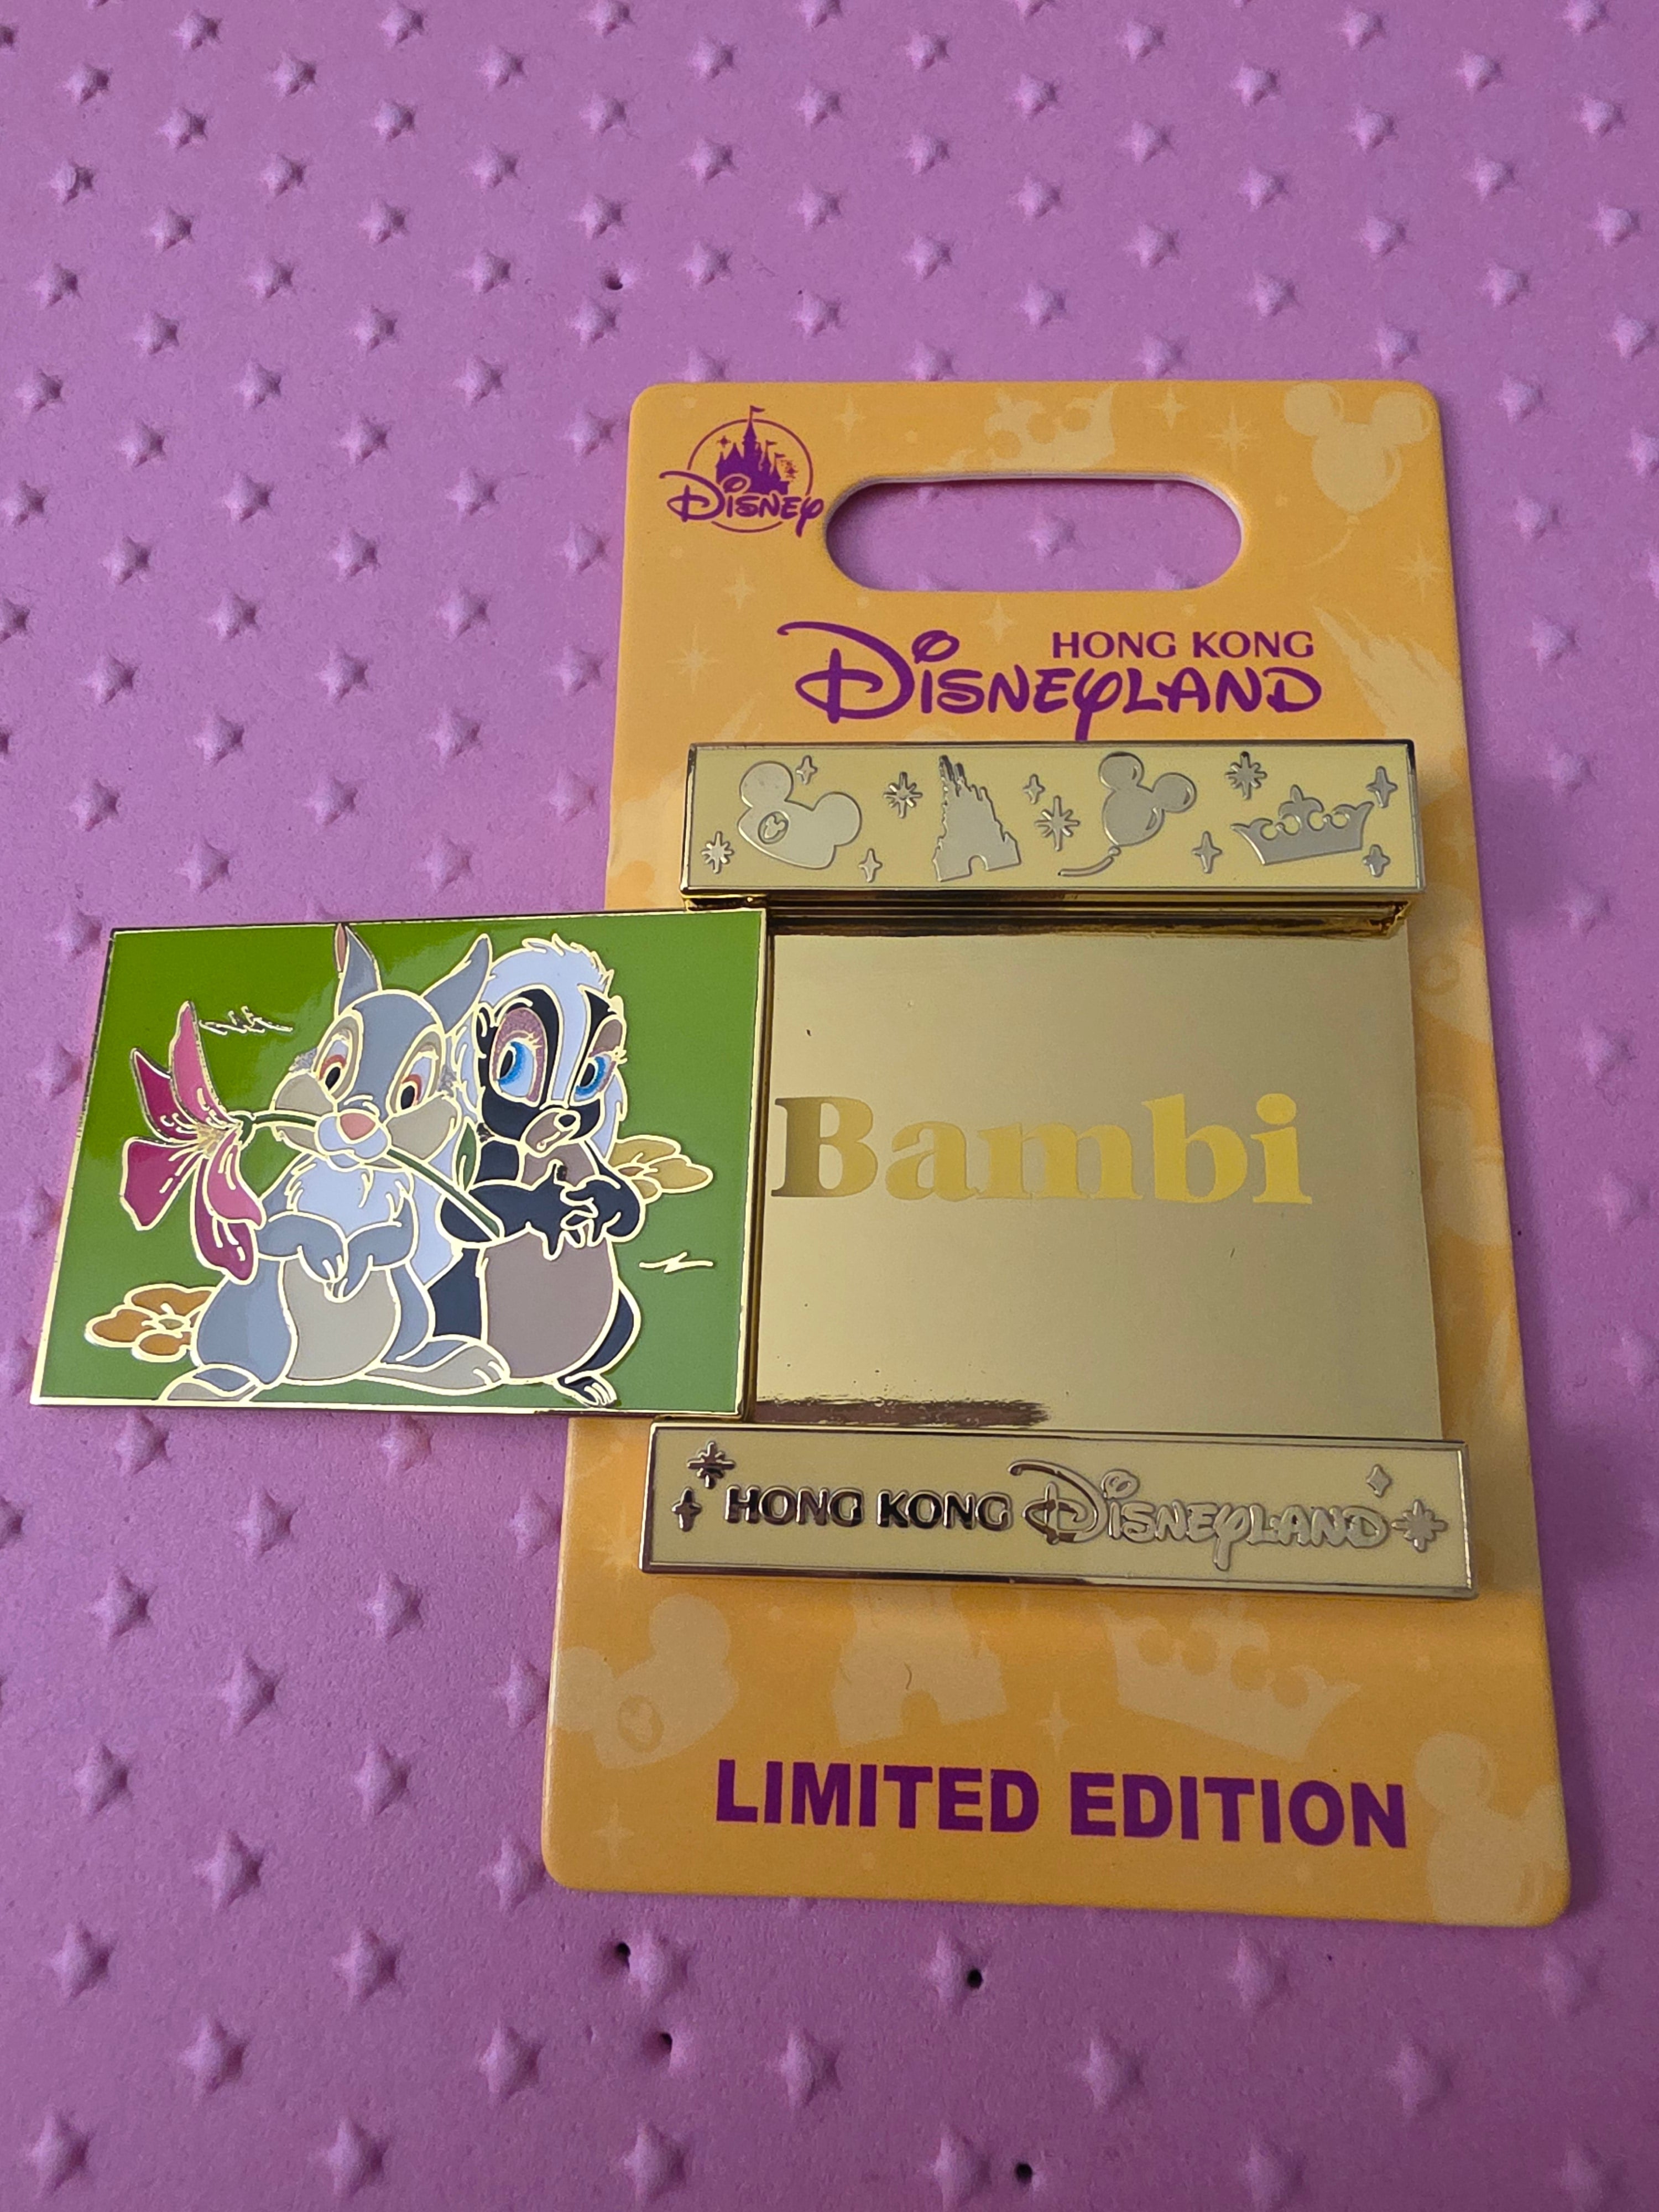 Disney
HONG KONG
Disneyland
Bambi
HONG KONG Disneyland
LIMITED EDITION